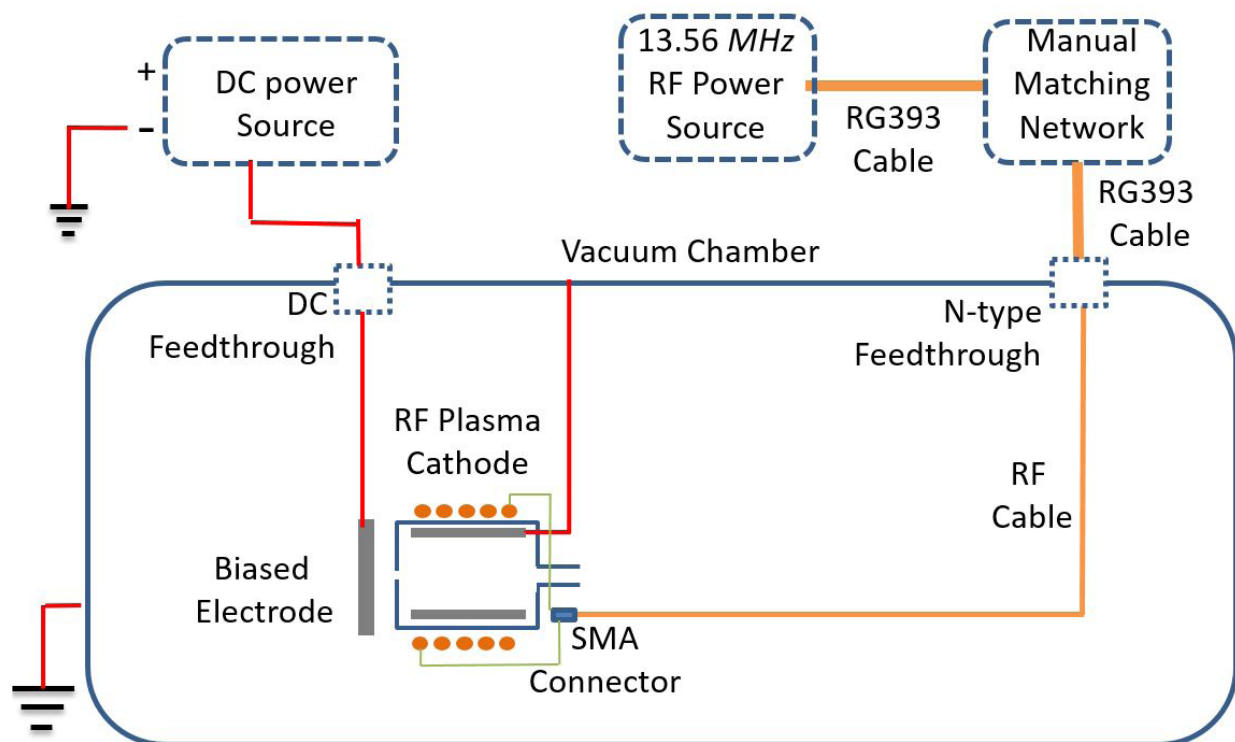 +
-
DC power
Source
13.56 MHz
RF Power
Source
RG393
Cable
Manual
Matching
Network
RG393
Cable
Vacuum Chamber
DC
Feedthrough
N-type
Feedthrough
RF Plasma
Cathode
RF
Cable
Biased
Electrode
SMA
Connector